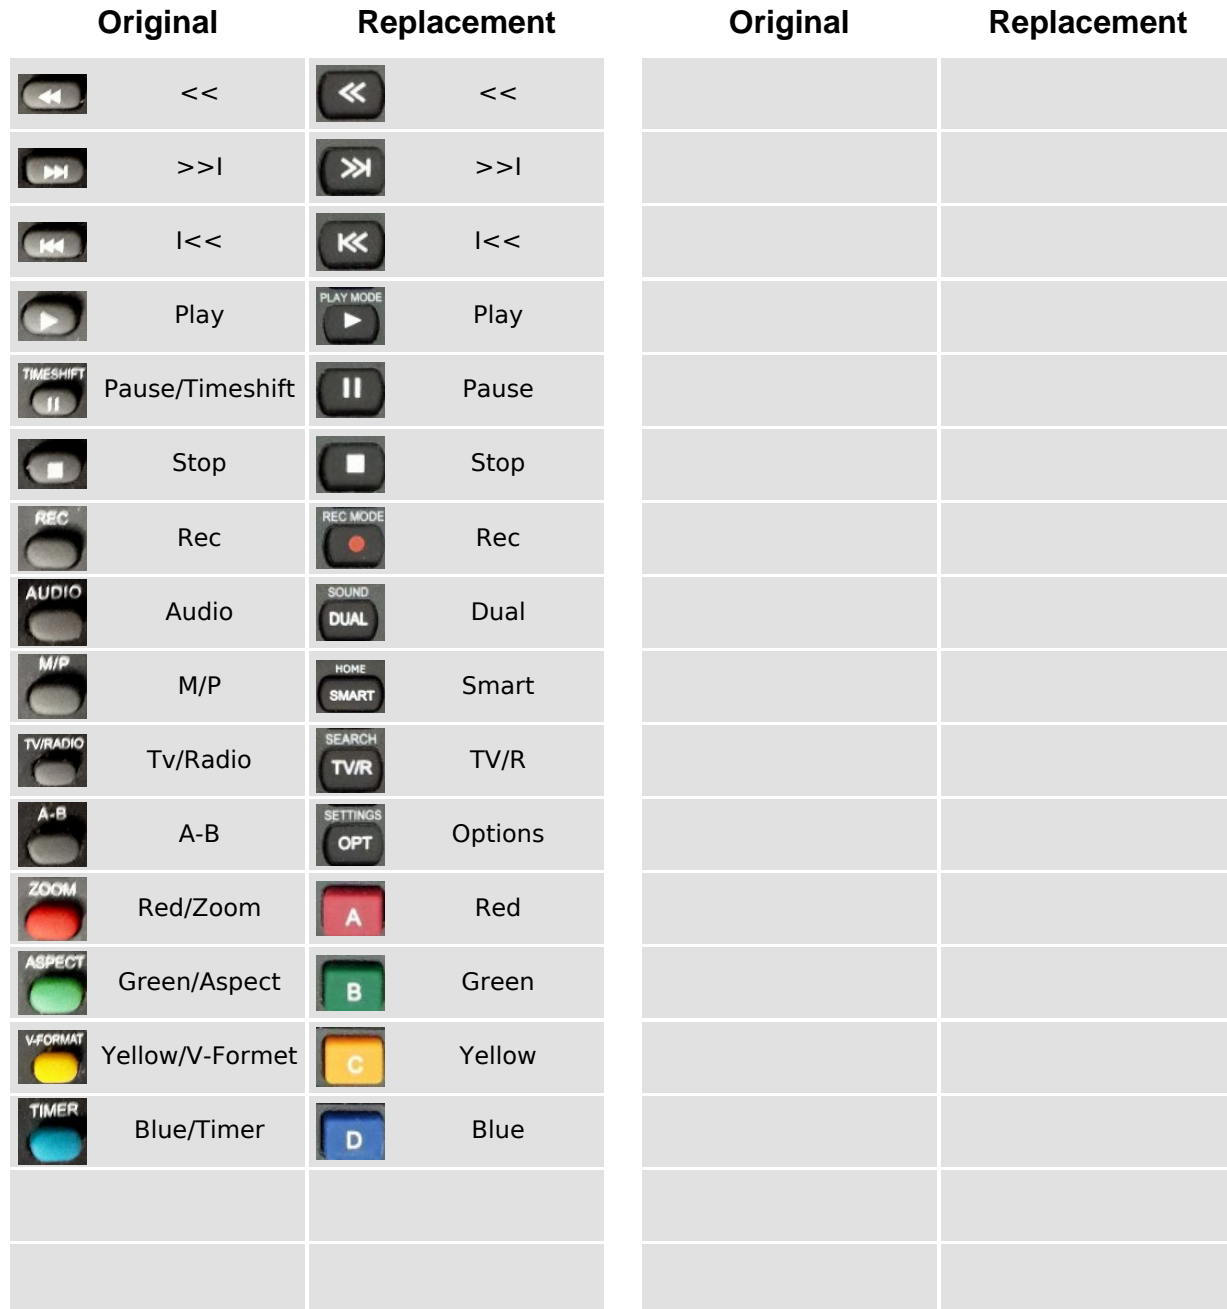 Original Replacement Original Replacement
<< <<
>>I >>I
I<< I<<
PLAY MODE
Play Play
TIMESHIFT
Pause/Timeshift Pause
Stop Stop
REC REC MODE
Rec Rec
AUDIO SOUND
Audio DUAL Dual
M/P HOME
M/P SMART Smart
TV/RADIO SEARCH
Tv/Radio TV/R TV/R
A-B SETTINGS
A-B OPT Options
ZOOM
Red/Zoom A Red
ASPECT
Green/Aspect B Green
V-FORMAT
Yellow/V-Formet C Yellow
TIMER
Blue/Timer D Blue